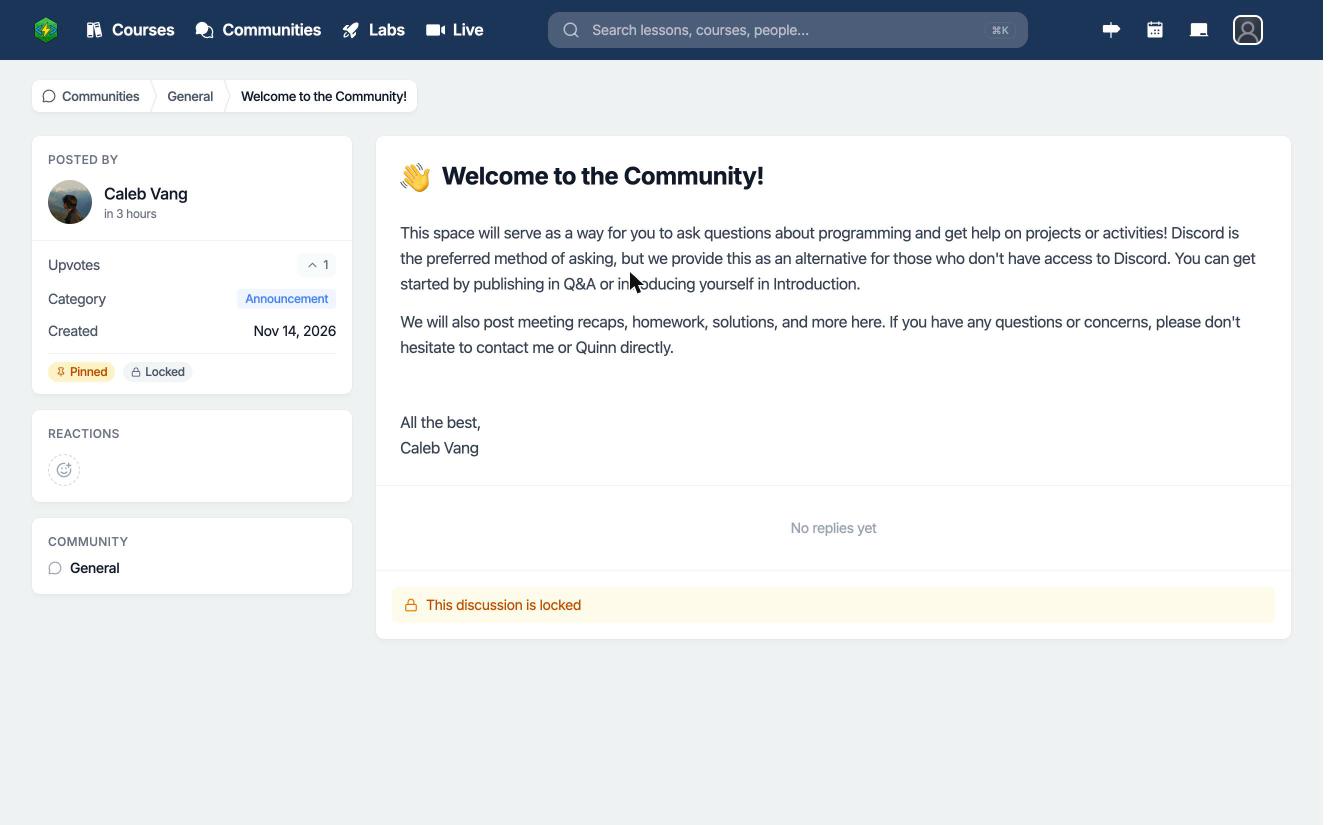 Courses
Communities
Labs
Live
Search lessons, courses, people...
⌘K
Communities
General
Welcome to the Community!
POSTED BY
Caleb Vang
in 3 hours
Upvotes
1
Category
Announcement
Created
Nov 14, 2026
Pinned
Locked
REACTIONS
COMMUNITY
General
👋 Welcome to the Community!
This space will serve as a way for you to ask questions about programming and get help on projects or activities! Discord is
the preferred method of asking, but we provide this as an alternative for those who don't have access to Discord. You can get
started by publishing in Q&A or introducing yourself in Introduction.
We will also post meeting recaps, homework, solutions, and more here. If you have any questions or concerns, please don't
hesitate to contact me or Quinn directly.
All the best,
Caleb Vang
No replies yet
This discussion is locked